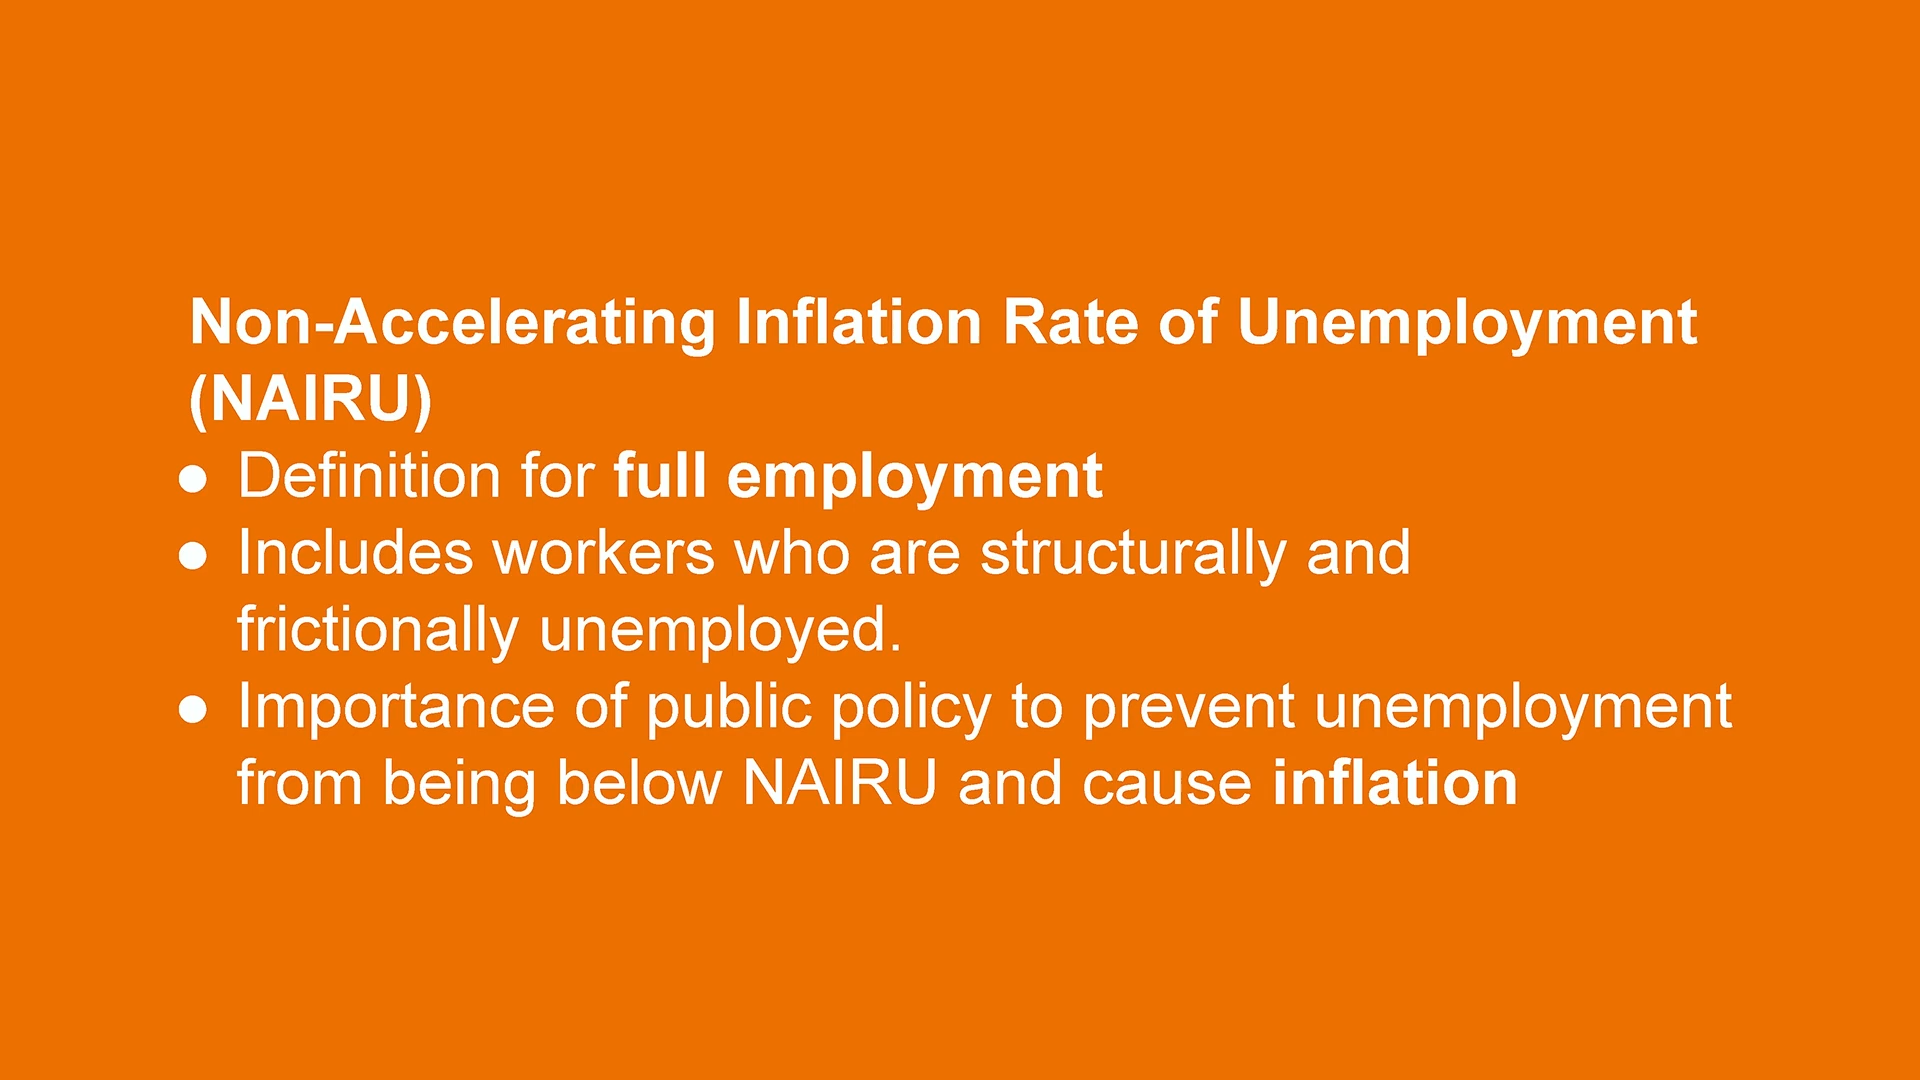 Non-Accelerating Inflation Rate of Unemployment
(NAIRU)
● Definition for full employment
● Includes workers who are structurally and
frictionally unemployed.
● Importance of public policy to prevent unemployment
from being below NAIRU and cause inflation